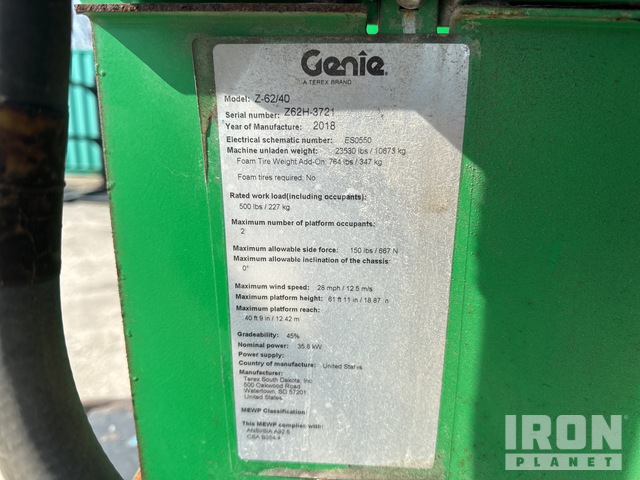 Genie
A TEREX BRAND
Model: Z-62/40
Serial number: Z62H-3721
Year of Manufacture: 2018
Electrical schematic number: ES0550
Machine unladen weight: 23530 lbs / 10673 kg
Foam Tire Weight Add-On: 764 lbs / 347 kg
Foam tires required: No
Rated work load(including occupants):
500 lbs / 227 kg
Maximum number of platform occupants:
2
Maximum allowable side force: 150 lbs / 667 N
Maximum allowable inclination of the chassis:
0°
Maximum wind speed: 28 mph / 12.5 m/s
Maximum platform height: 61 ft 11 in / 18.87 m
Maximum platform reach:
40 ft 9 in / 12.42 m
Gradeability: 45%
Nominal power: 35.8 kW
Power supply:
Country of manufacture: United States
Manufacturer:
Terex South Dakota, Inc
500 Oakwood Road
Watertown, SD 57201
United States
MEWP Classification
This MEWP complies with:
ANSI/SIA A92.5
CSA B354.4
IRON
PLANET